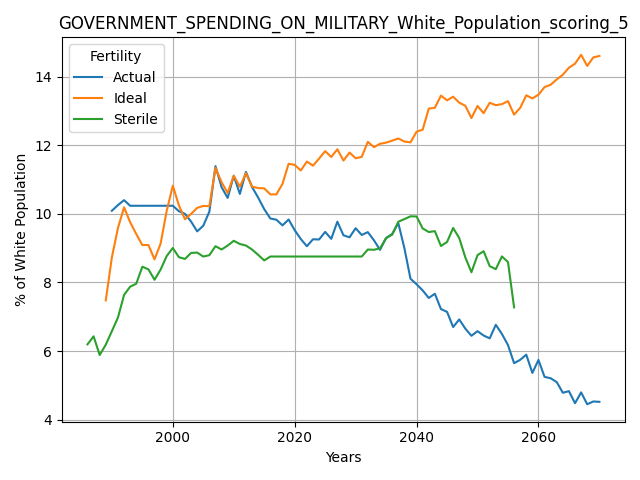 GOVERNMENT_SPENDING_ON_MILITARY_White_Population_scoring_5
Fertility
Actual
Ideal
Sterile
% of White Population
14
12
10
8
6
4
2000
2020
2040
2060
Years